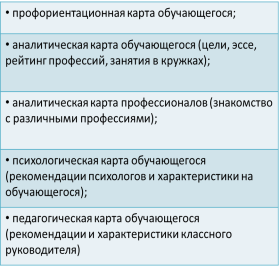 • профориентационная карта обучающегося;
• аналитическая карта обучающегося (цели, эссе,
рейтинг профессий, занятия в кружках);
• аналитическая карта профессионалов (знакомство
с различными профессиями);
• психологическая карта обучающегося
(рекомендации психологов и характеристики на
обучающегося);
• педагогическая карта обучающегося
(рекомендации и характеристики классного
руководителя)